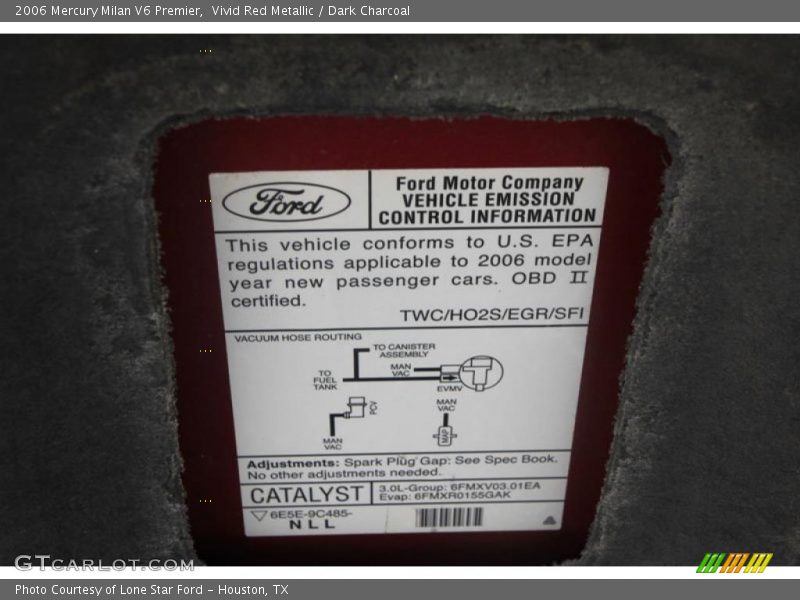 2006 Mercury Milan V6 Premier,  Vivid Red Metallic / Dark Charcoal
Ford
Ford Motor Company
VEHICLE EMISSION
CONTROL INFORMATION
This vehicle conforms to U.S. EPA
regulations applicable to 2006 model
year new passenger cars. OBD II
certified.
TWC/HO2S/EGR/SFI
VACUUM HOSE ROUTING
TO CANISTER
ASSEMBLY
MAN
VAC
TO
FUEL
TANK
EVMV
PCV
MAN
VAC
MAP
MAN
VAC
Adjustments: Spark Plug Gap: See Spec Book.
No other adjustments needed.
CATALYST
3.0L-Group: 6FMXV03.01EA
Evap: 6FMXR0155GAK
6E5E-9C485-
NLL
GTCARLOT.COM
Photo Courtesy of Lone Star Ford - Houston, TX